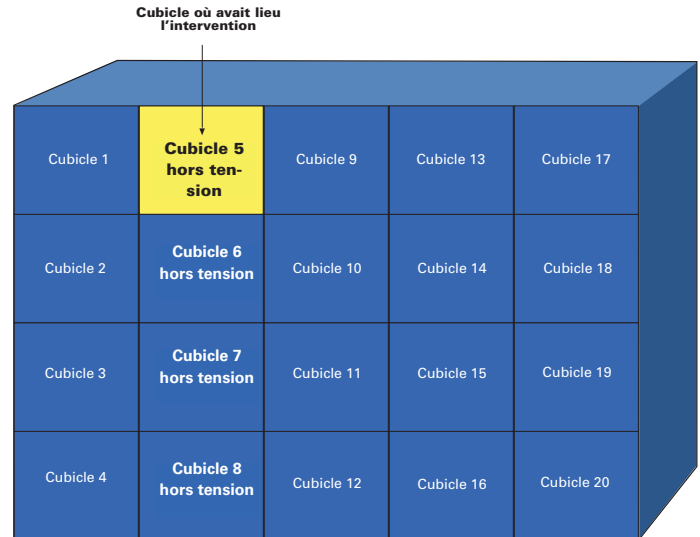 Cubicle où avait lieu
l'intervention
Cubicle 1
Cubicle 5
hors ten-
sion
Cubicle 9
Cubicle 13
Cubicle 17
Cubicle 2
Cubicle 6
hors tension
Cubicle 10
Cubicle 14
Cubicle 18
Cubicle 3
Cubicle 7
hors tension
Cubicle 11
Cubicle 15
Cubicle 19
Cubicle 4
Cubicle 8
hors tension
Cubicle 12
Cubicle 16
Cubicle 20